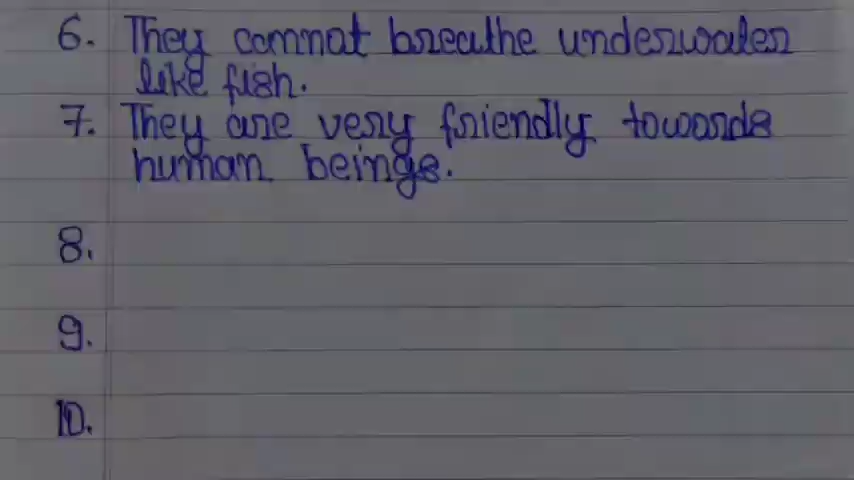 6. They cannot breathe underwater
like fish.
7. They are very friendly towards
human beings.
8.
9.
10.